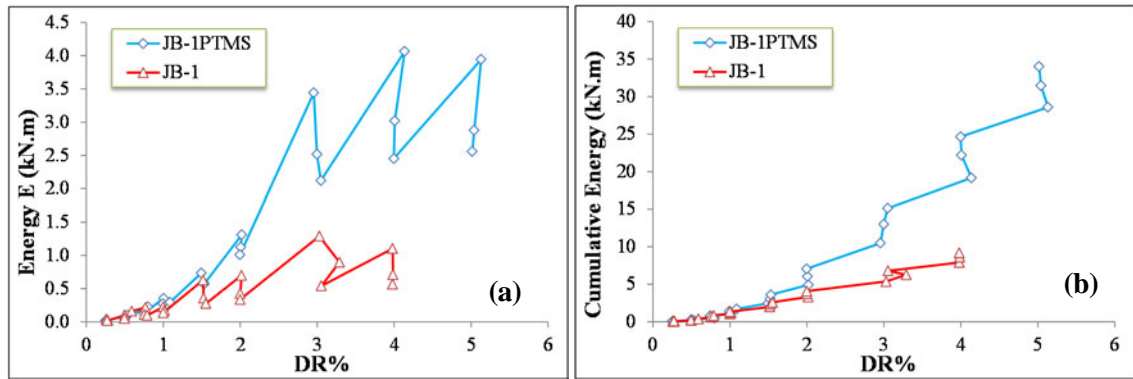 4.5
4.0
3.5
3.0
2.5
2.0
1.5
1.0
0.5
0.0
Energy E (kN.m)
JB-1PTMS
JB-1
(a)
0 1 2 3 4 5 6
DR%
40
35
30
25
20
15
10
5
0
Cumulative Energy (kN.m)
JB-1PTMS
JB-1
(b)
0 1 2 3 4 5 6
DR%